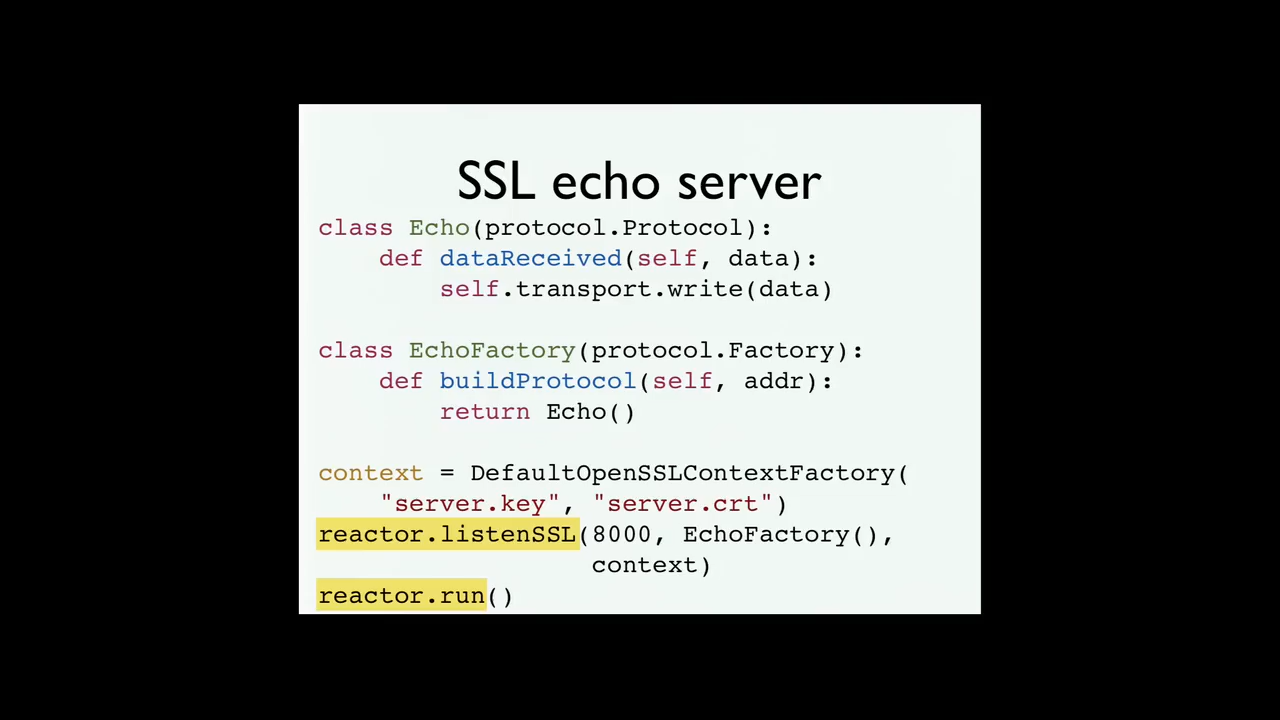 SSL echo server
class Echo(protocol.Protocol):
    def dataReceived(self, data):
        self.transport.write(data)
class EchoFactory(protocol.Factory):
    def buildProtocol(self, addr):
        return Echo()
context = DefaultOpenSSLContextFactory(
    "server.key", "server.crt")
reactor.listenSSL(8000, EchoFactory(),
                  context)
reactor.run()